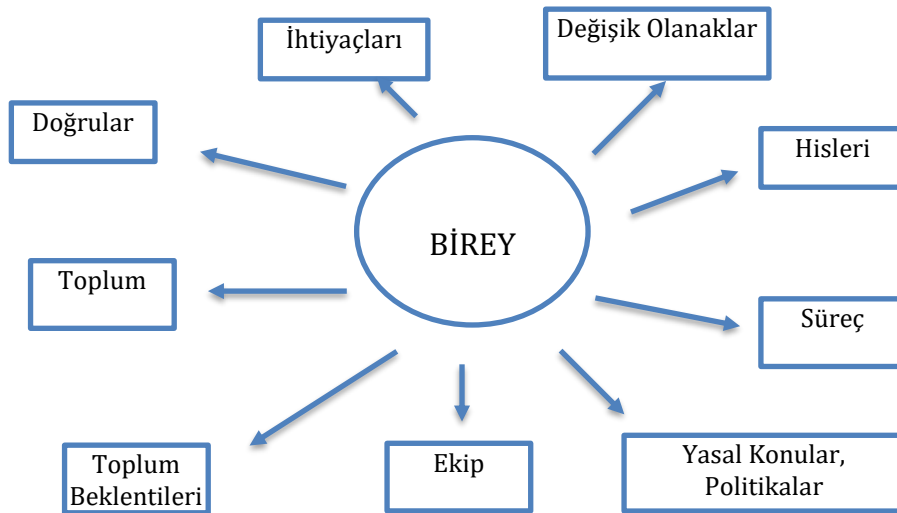 İhtiyaçları
Değişik Olanaklar
Doğrular
Hisleri
BİREY
Toplum
Süreç
Toplum
Beklentileri
Ekip
Yasal Konular,
Politikalar